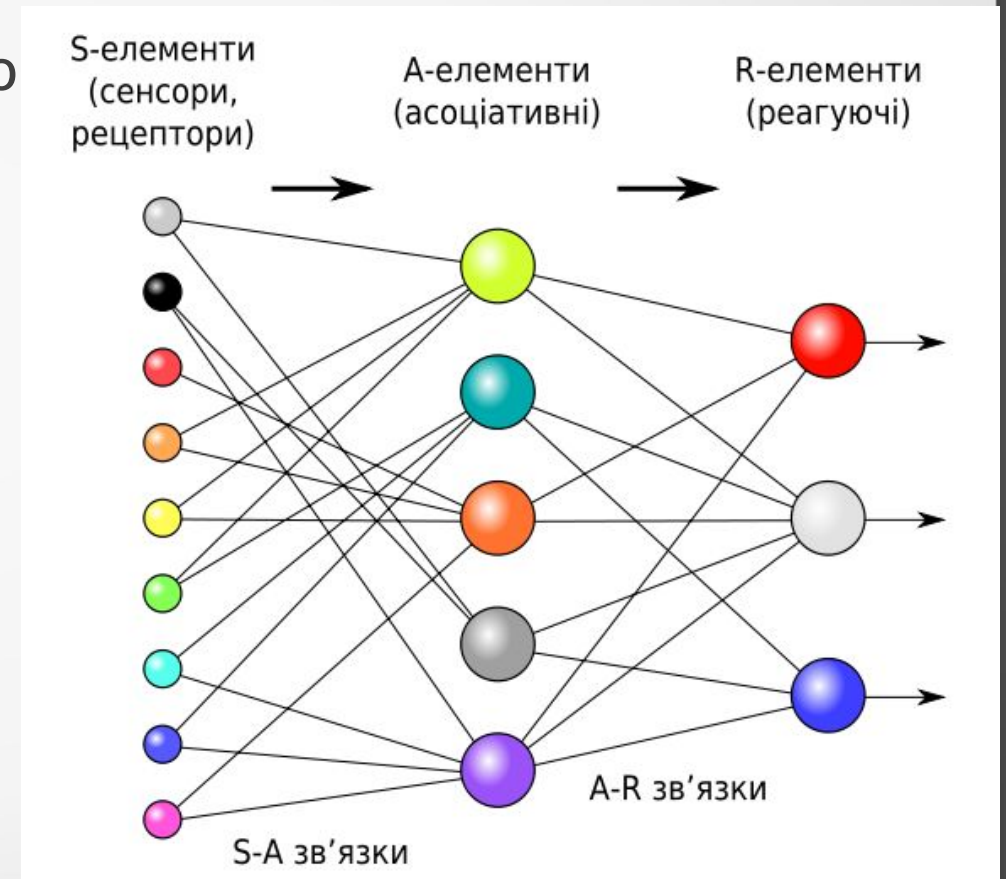 р
S-елементи
(сенсори,
рецептори)
A-елементи
(асоціативні)
R-елементи
(реагуючі)
A-R зв’язки
S-A зв’язки